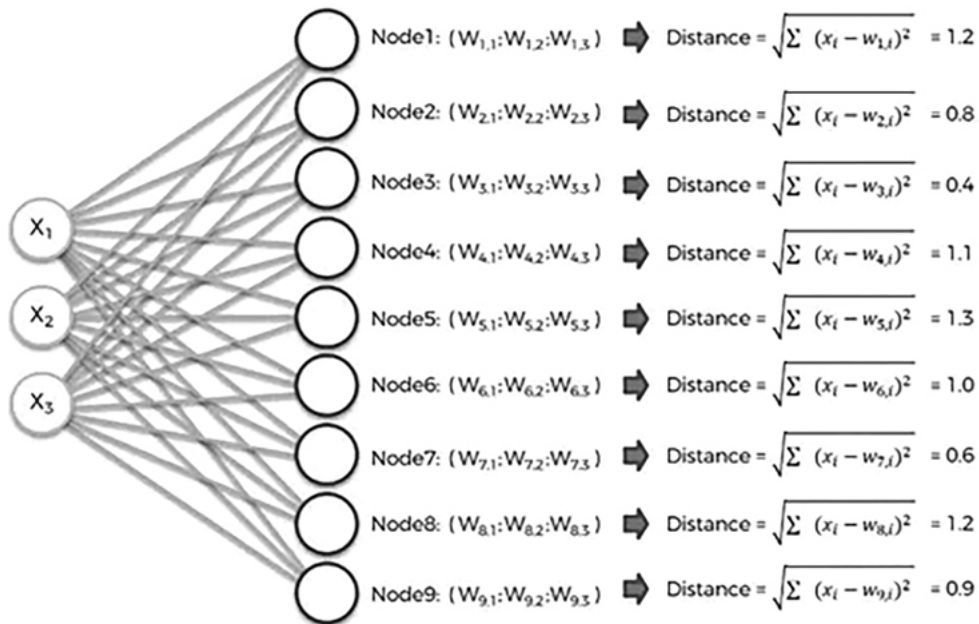 Node1: (W1,1:W1,2:W1,3) Distance = √Σ (xi − w1,i)² = 1.2
Node2: (W2,1:W2,2:W2,3) Distance = √Σ (xi − w2,i)² = 0.8
Node3: (W3,1:W3,2:W3,3) Distance = √Σ (xi − w3,i)² = 0.4
X1
Node4: (W4,1:W4,2:W4,3) Distance = √Σ (xi − w4,i)² = 1.1
X2
Node5: (W5,1:W5,2:W5,3) Distance = √Σ (xi − w5,i)² = 1.3
X3
Node6: (W6,1:W6,2:W6,3) Distance = √Σ (xi − w6,i)² = 1.0
Node7: (W7,1:W7,2:W7,3) Distance = √Σ (xi − w7,i)² = 0.6
Node8: (W8,1:W8,2:W8,3) Distance = √Σ (xi − w8,i)² = 1.2
Node9: (W9,1:W9,2:W9,3) Distance = √Σ (xi − w9,i)² = 0.9